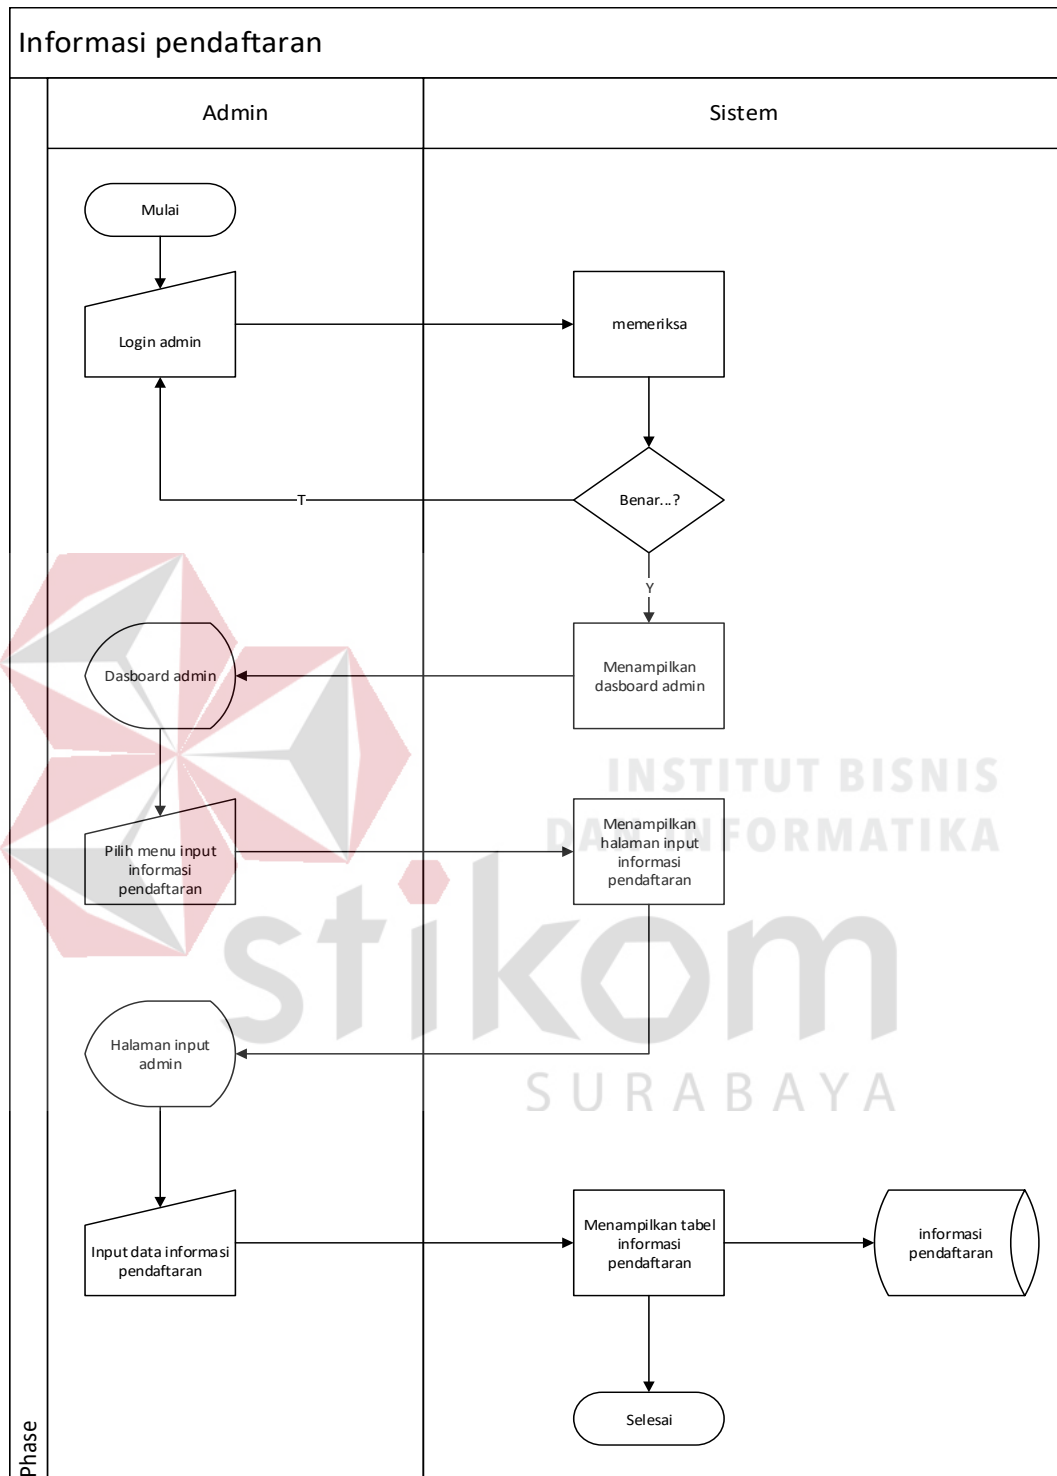 Informasi pendaftaran
Admin
Sistem
Mulai
Login admin
memeriksa
Benar...?
T
Y
Dasboard admin
Menampilkan
dasboard admin
Pilih menu input
informasi
pendaftaran
Menampilkan
halaman input
informasi
pendaftaran
Halaman input
admin
Input data informasi
pendaftaran
Menampilkan tabel
informasi
pendaftaran
informasi
pendaftaran
Selesai
Phase
INSTITUT BISNIS
DAN INFORMATIKA
stikom
SURABAYA